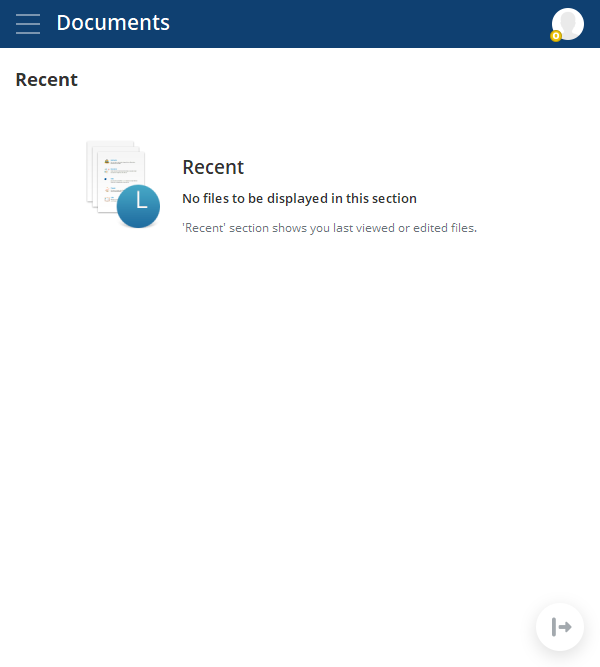 Documents
Recent
Recent
No files to be displayed in this section
'Recent' section shows you last viewed or edited files.